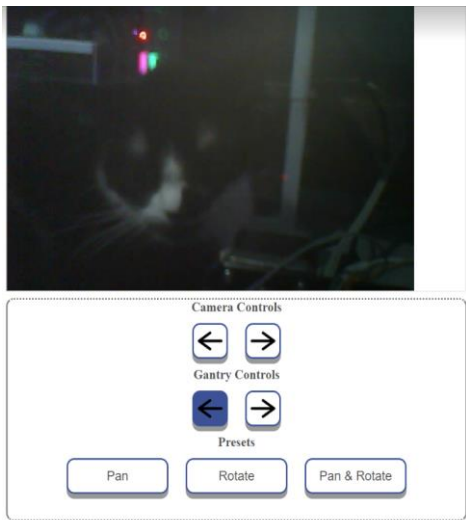 Camera Controls
Gantry Controls
Presets
Pan Rotate Pan & Rotate